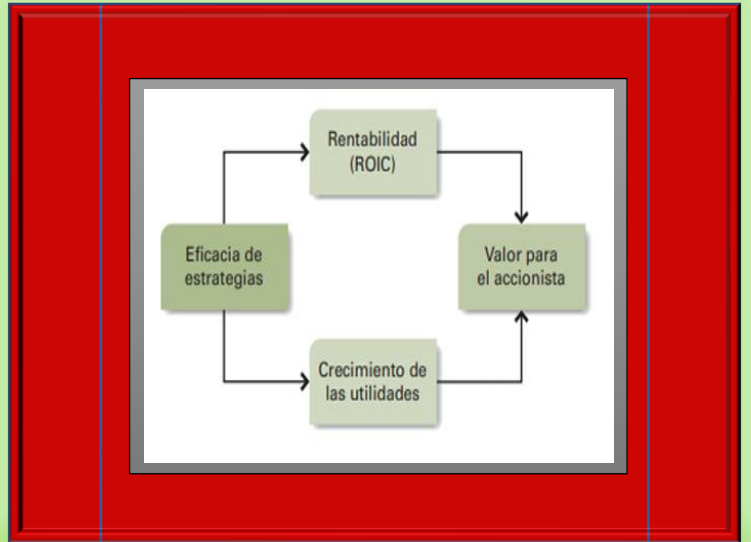 Rentabilidad
(ROIC)
Eficacia de
estrategias
Valor para
el accionista
Crecimiento de
las utilidades